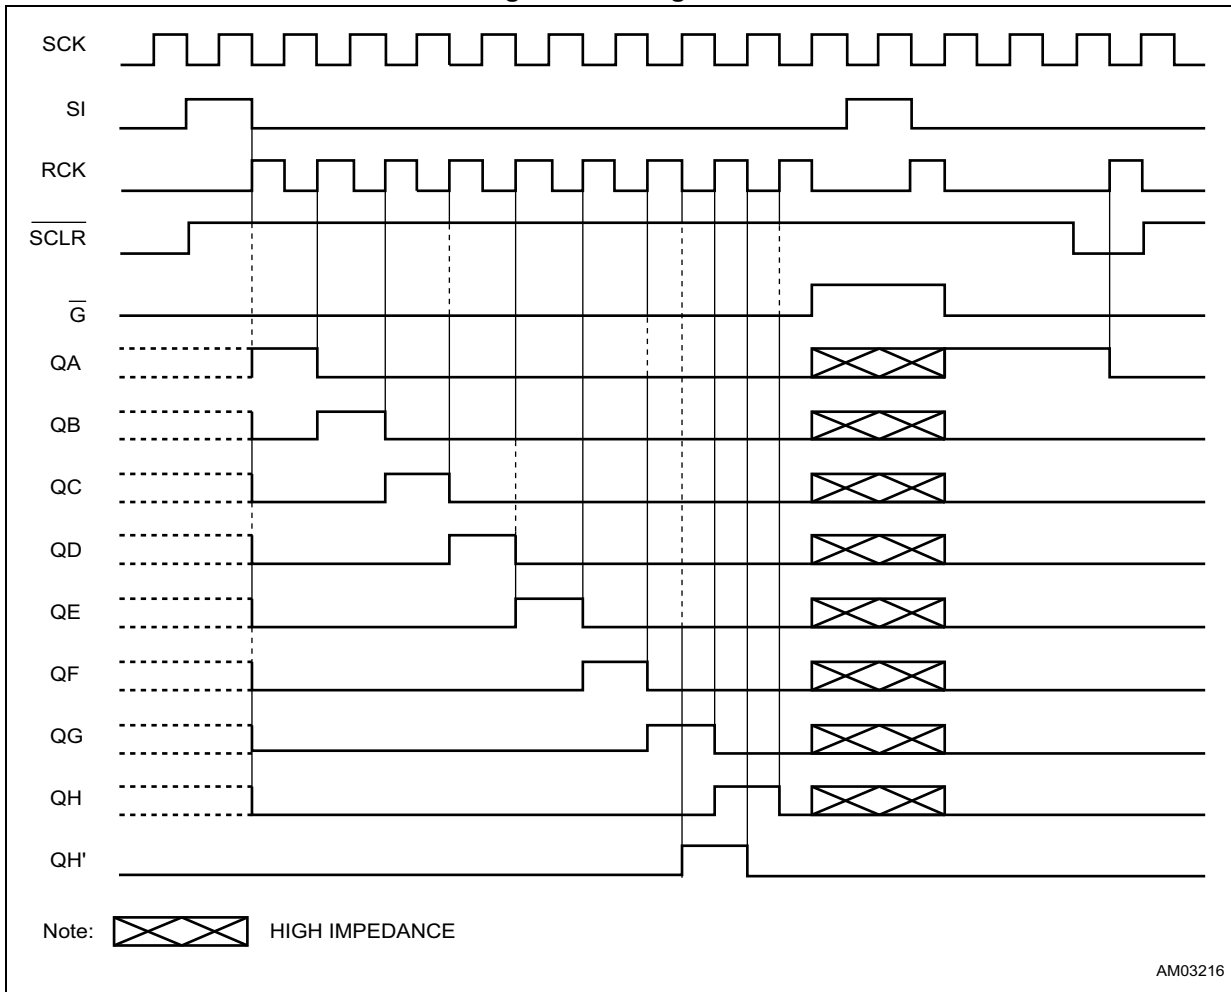 SCK
SI
RCK
SCLR
G
QA
QB
QC
QD
QE
QF
QG
QH
QH'
Note: HIGH IMPEDANCE
AM03216